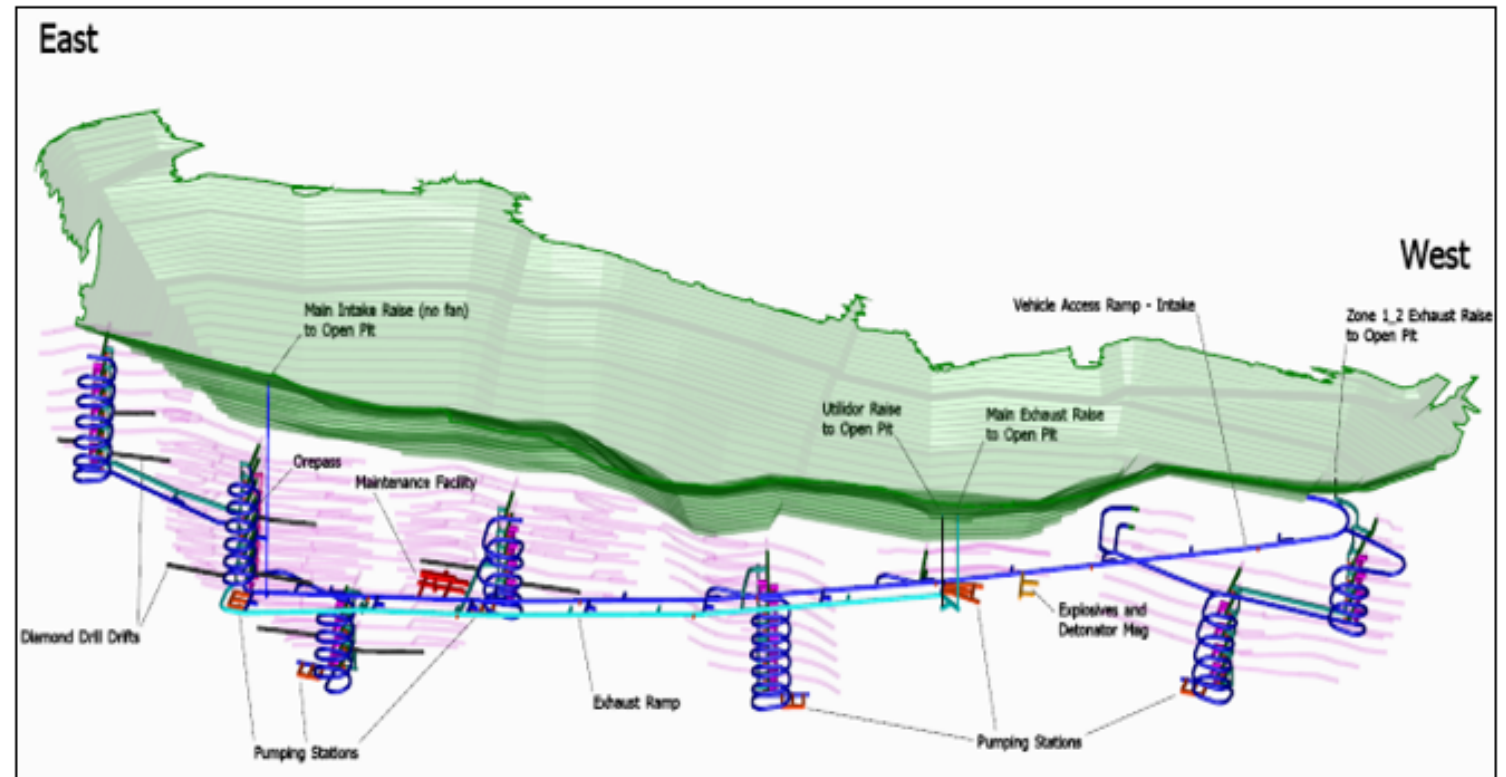 East
West
Vehicle Access Ramp - Intake
Main Intake Raise (no fan)
to Open Pit
Zone 1_2 Exhaust Raise
to Open Pit
Utilidor Raise
to Open Pit
Main Exhaust Raise
to Open Pit
Orepass
Maintenance Facility
Diamond Drill Drifts
Explosives and
Detonator Mag
Exhaust Ramp
Pumping Stations
Pumping Stations